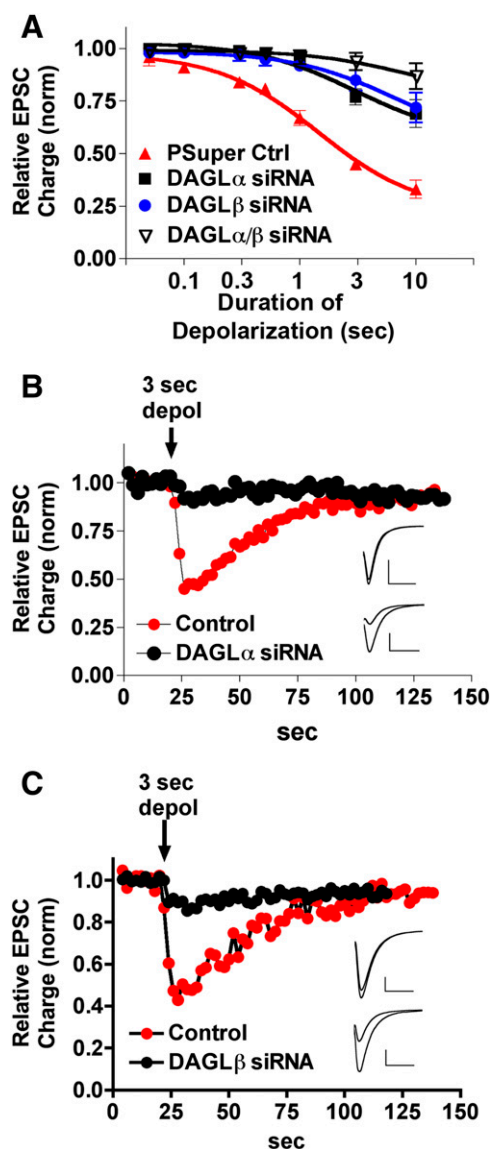 A
Relative EPSC
Charge (norm)
1.00
0.75
0.50
0.25
0.00
PSuper Ctrl
DAGLα siRNA
DAGLβ siRNA
DAGLα/β siRNA
0.1 0.3 1 3 10
Duration of
Depolarization (sec)
B
3 sec
depol
Relative EPSC
Charge (norm)
1.00
0.75
0.50
0.25
0.00
Control
DAGLα siRNA
0 25 50 75 100 125 150
sec
C
3 sec
depol
Relative EPSC
Charge (norm)
1.0
0.8
0.6
0.4
0.2
0.0
Control
DAGLβ siRNA
0 25 50 75 100 125 150
sec